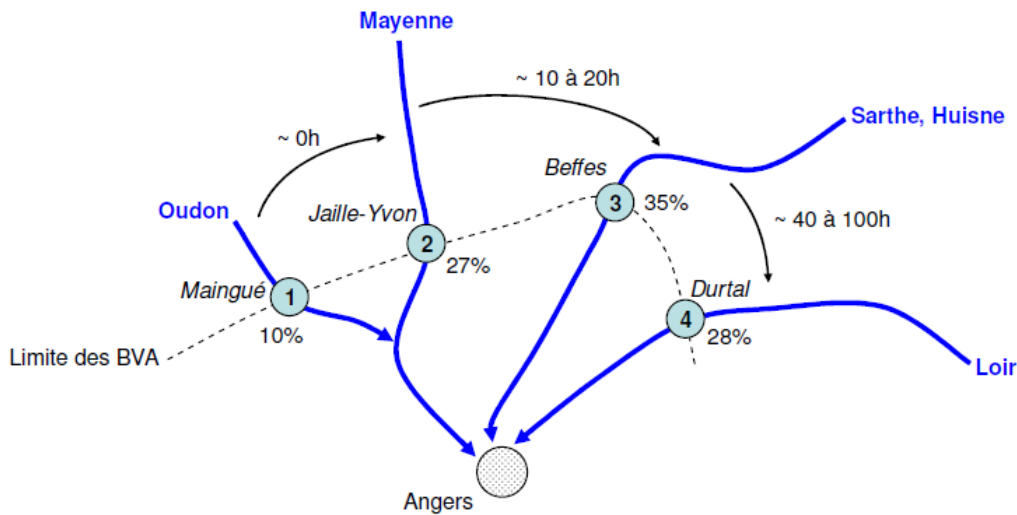 Mayenne
~ 10 à 20h
Sarthe, Huisne
~ 0h
Beffes
3
35%
Oudon
Jaille-Yvon
2
27%
~ 40 à 100h
Maingué
1
10%
Durtal
4
28%
Limite des BVA
Loir
Angers